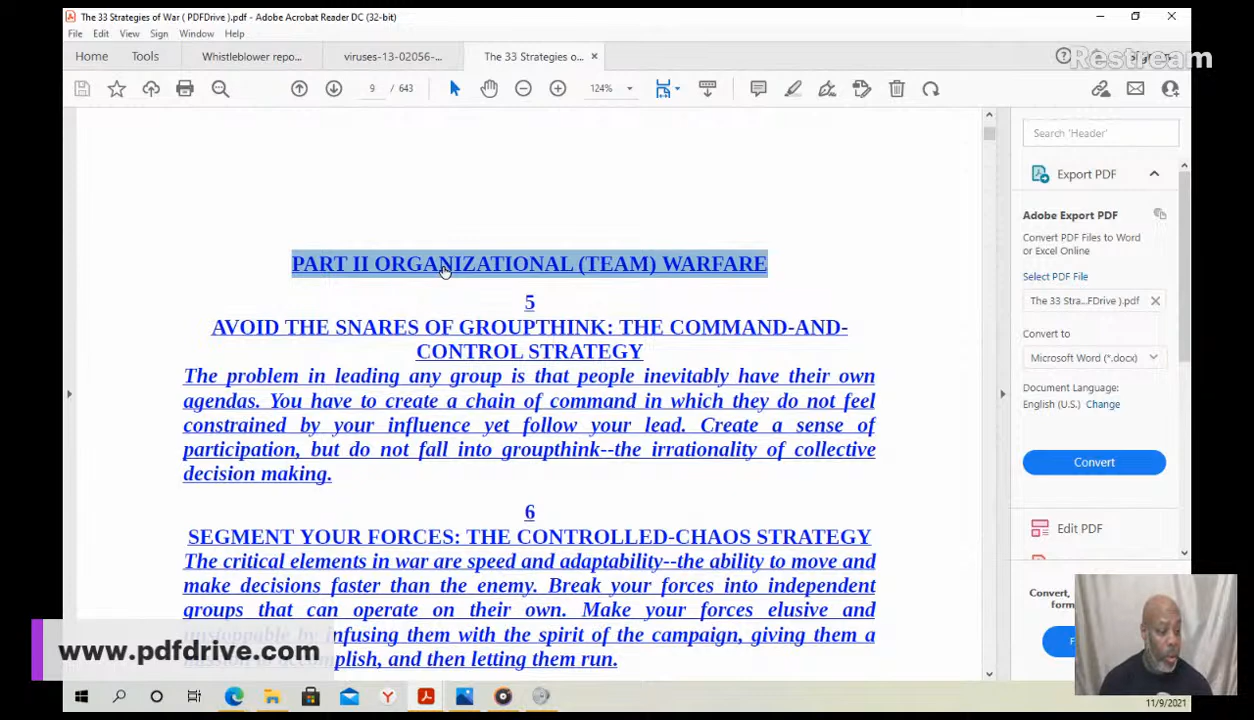 The 33 Strategies of War ( PDFDrive ).pdf - Adobe Acrobat Reader DC (32-bit)
File Edit View Sign Window Help
Home Tools Whistleblower repo... viruses-13-02056-... The 33 Strategies o... ×
Restream
9 / 643 124%
Search 'Header'
Export PDF
Adobe Export PDF
Convert PDF Files to Word
or Excel Online
Select PDF File
The 33 Stra...FDrive ).pdf
Convert to
Microsoft Word (*.docx)
Document Language:
English (U.S.) Change
Convert
Edit PDF
PART II ORGANIZATIONAL (TEAM) WARFARE
5
AVOID THE SNARES OF GROUPTHINK: THE COMMAND-AND-
CONTROL STRATEGY
The problem in leading any group is that people inevitably have their own
agendas. You have to create a chain of command in which they do not feel
constrained by your influence yet follow your lead. Create a sense of
participation, but do not fall into groupthink--the irrationality of collective
decision making.
6
SEGMENT YOUR FORCES: THE CONTROLLED-CHAOS STRATEGY
The critical elements in war are speed and adaptability--the ability to move and
make decisions faster than the enemy. Break your forces into independent
groups that can operate on their own. Make your forces elusive and
unstoppable by infusing them with the spirit of the campaign, giving them a
mission to accomplish, and then letting them run.
Convert,
form
www.pdfdrive.com
11/9/2021